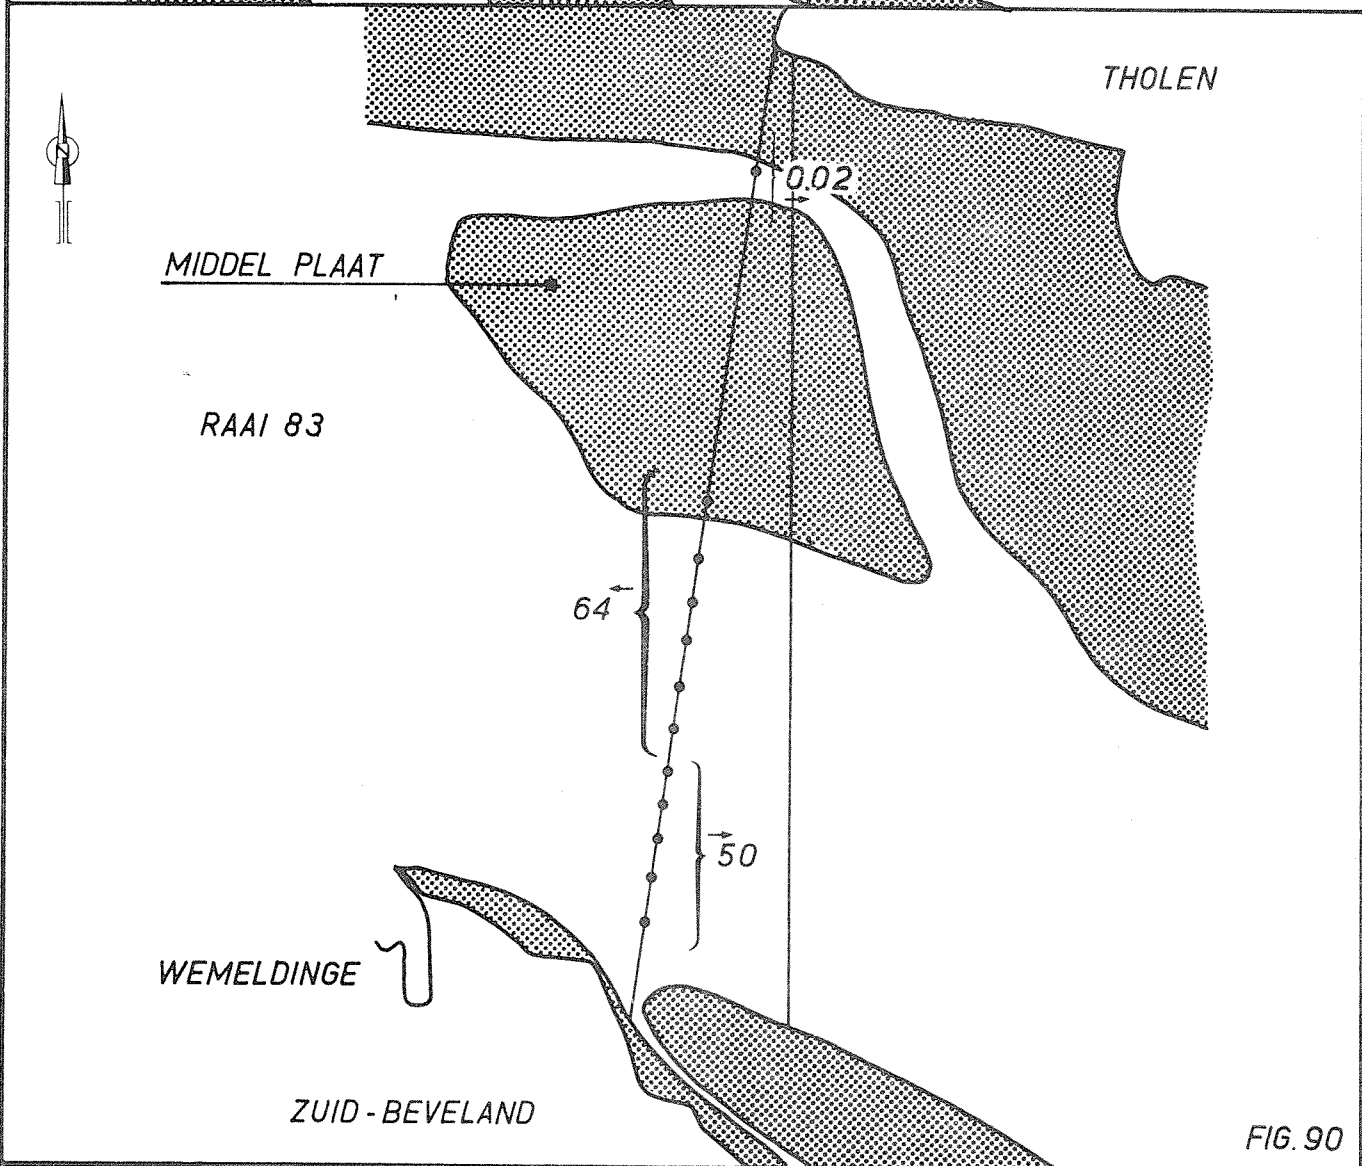 THOLEN
N
0.02
MIDDEL PLAAT
RAAI 83
64
50
WEMELDINGE
ZUID-BEVELAND
FIG. 90